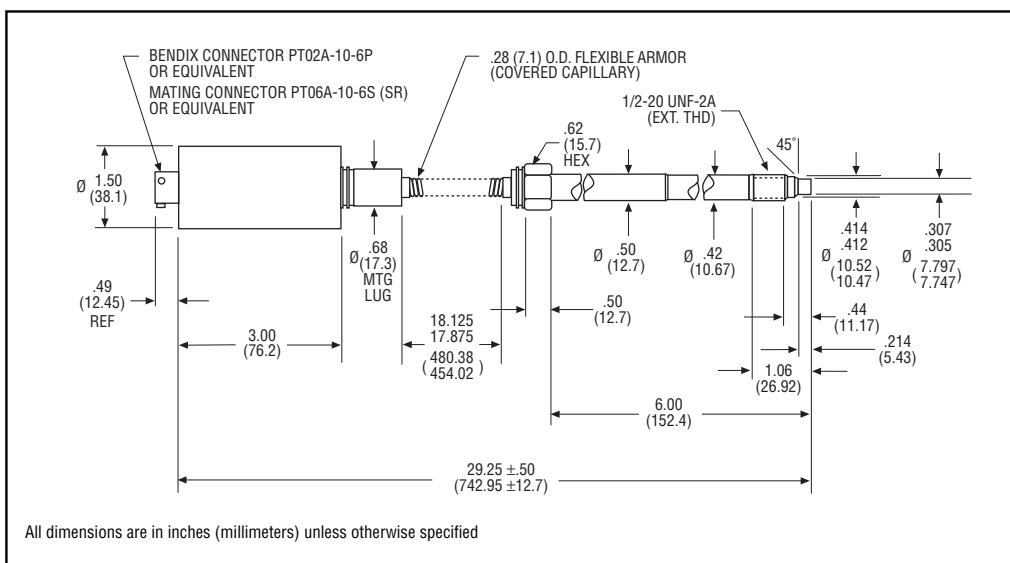 BENDIX CONNECTOR PT02A-10-6P
OR EQUIVALENT
MATING CONNECTOR PT06A-10-6S (SR)
OR EQUIVALENT
.28 (7.1) O.D. FLEXIBLE ARMOR
(COVERED CAPILLARY)
1/2-20 UNF-2A
(EXT. THD)
45°
.62
(15.7)
HEX
Ø 1.50
(38.1)
Ø .68
(17.3)
MTG
LUG
Ø .50
(12.7)
Ø .42
(10.67)
.414
.412
Ø (10.52
10.47)
.307
.305
Ø (7.797
7.747)
.49
(12.45)
REF
3.00
(76.2)
18.125
17.875
(480.38
454.02)
.50
(12.7)
.44
(11.17)
.214
(5.43)
1.06
(26.92)
6.00
(152.4)
29.25 ±.50
(742.95 ±12.7)
All dimensions are in inches (millimeters) unless otherwise specified